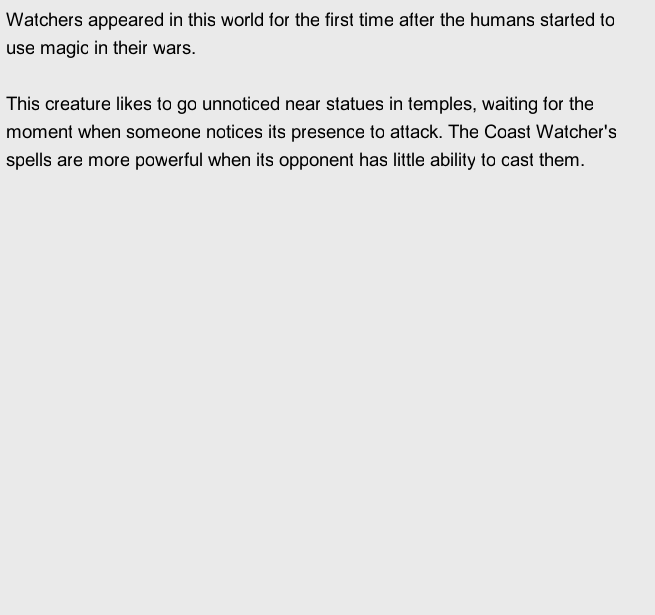 Watchers appeared in this world for the first time after the humans started to
use magic in their wars.
This creature likes to go unnoticed near statues in temples, waiting for the
moment when someone notices its presence to attack. The Coast Watcher's
spells are more powerful when its opponent has little ability to cast them.